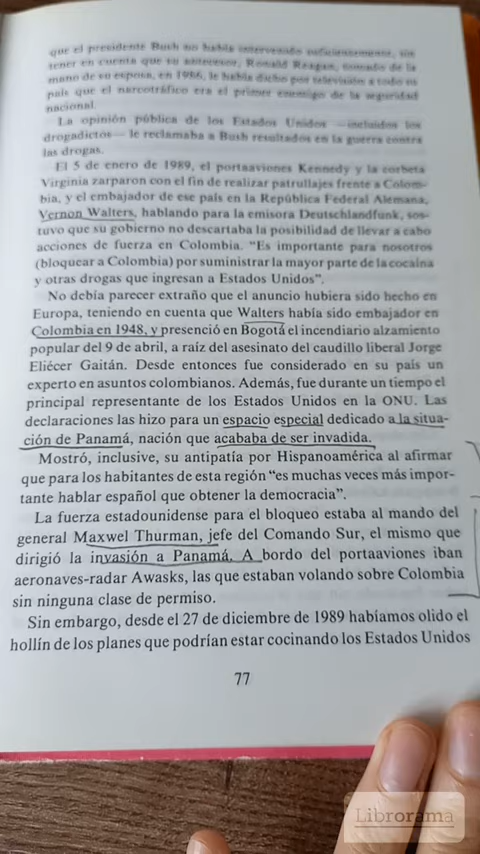 que el presidente Bush no había intervenido suficientemente, sin
tener en cuenta que su antecesor, Ronald Reagan, tomado de la
mano de su esposa, en 1986, le había dicho por televisión a todo su
país que el narcotráfico era el primer enemigo de la seguridad
nacional.
La opinión pública de los Estados Unidos —incluidos los
drogadictos— le reclamaba a Bush resultados en la guerra contra
las drogas.
El 5 de enero de 1989, el portaaviones Kennedy y la corbeta
Virginia zarparon con el fin de realizar patrullajes frente a Colom-
bia, y el embajador de ese país en la República Federal Alemana,
Vernon Walters, hablando para la emisora Deutschlandfunk, sos-
tuvo que su gobierno no descartaba la posibilidad de llevar a cabo
acciones de fuerza en Colombia. “Es importante para nosotros
(bloquear a Colombia) por suministrar la mayor parte de la cocaína
y otras drogas que ingresan a Estados Unidos”.
No debía parecer extraño que el anuncio hubiera sido hecho en
Europa, teniendo en cuenta que Walters había sido embajador en
Colombia en 1948, y presenció en Bogotá el incendiario alzamiento
popular del 9 de abril, a raíz del asesinato del caudillo liberal Jorge
Eliécer Gaitán. Desde entonces fue considerado en su país un
experto en asuntos colombianos. Además, fue durante un tiempo el
principal representante de los Estados Unidos en la ONU. Las
declaraciones las hizo para un espacio especial dedicado a la situa-
ción de Panamá, nación que acababa de ser invadida.
Mostró, inclusive, su antipatía por Hispanoamérica al afirmar
que para los habitantes de esta región “es muchas veces más impor-
tante hablar español que obtener la democracia”.
La fuerza estadounidense para el bloqueo estaba al mando del
general Maxwel Thurman, jefe del Comando Sur, el mismo que
dirigió la invasión a Panamá. A bordo del portaaviones iban
aeronaves-radar Awasks, las que estaban volando sobre Colombia
sin ninguna clase de permiso.
Sin embargo, desde el 27 de diciembre de 1989 habíamos olido el
hollín de los planes que podrían estar cocinando los Estados Unidos
77
Librorama